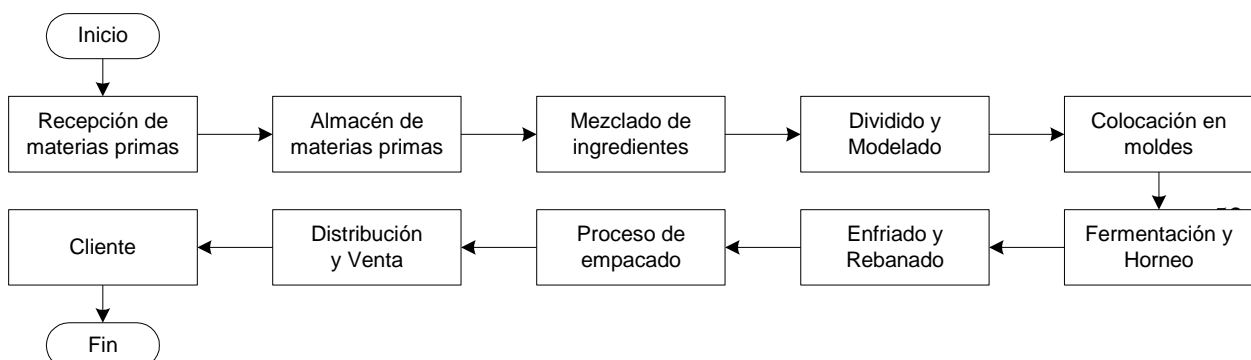 Inicio
Recepción de
materias primas
Almacén de
materias primas
Mezclado de
ingredientes
Dividido y
Modelado
Colocación en
moldes
Fermentación y
Horneo
Enfriado y
Rebanado
Proceso de
empacado
Distribución
y Venta
Cliente
Fin